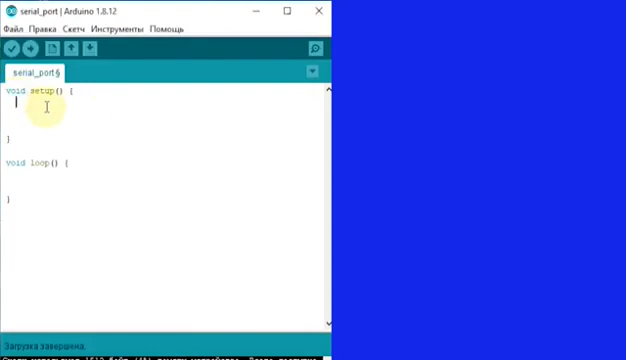 serial_port | Arduino 1.8.12
Файл Правка Скетч Инструменты Помощь
serial_port§
void setup() {
}
void loop() {
}
Загрузка завершена.